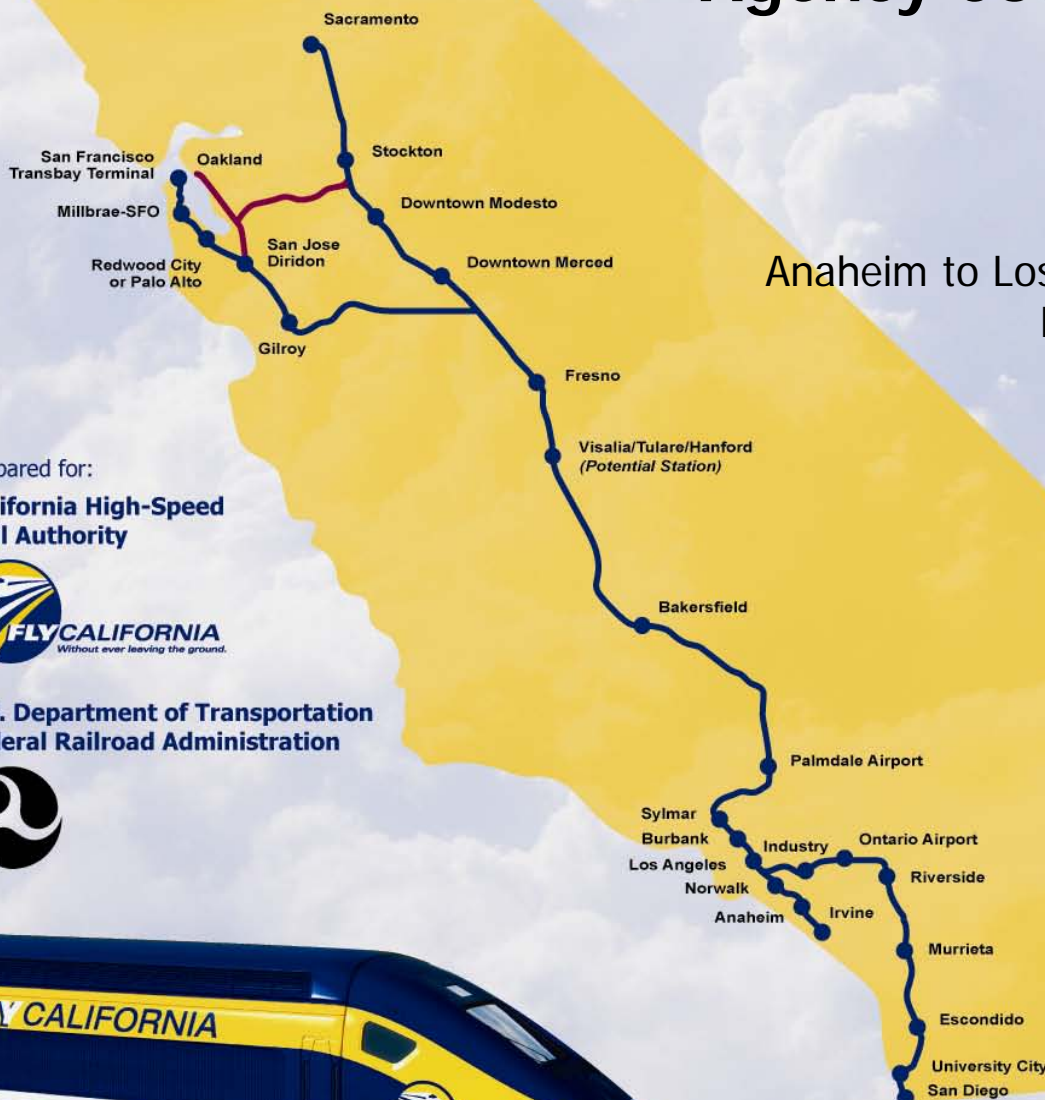 Sacramento
Stockton
San Francisco
Transbay Terminal
Oakland
Millbrae-SFO
Downtown Modesto
Redwood City
or Palo Alto
San Jose
Diridon
Downtown Merced
Anaheim to Los
Gilroy
Fresno
Visalia/Tulare/Hanford
(Potential Station)
pared for:
ifornia High-Speed
l Authority
FLYCALIFORNIA
Without ever leaving the ground.
Bakersfield
. Department of Transportation
deral Railroad Administration
Palmdale Airport
Sylmar
Burbank
Los Angeles
Industry
Ontario Airport
Norwalk
Riverside
Anaheim
Irvine
Murrieta
Y CALIFORNIA
Escondido
University City
San Diego